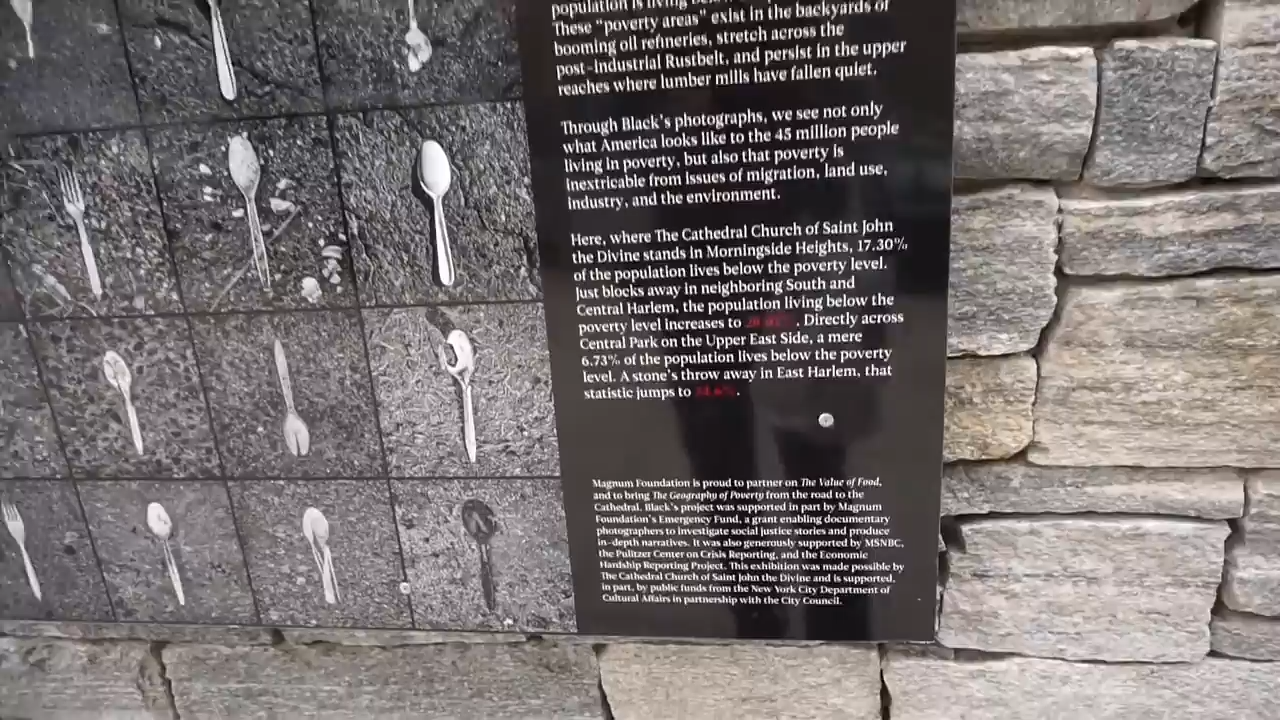 These "poverty areas" exist in the backyards of
booming oil refineries, stretch across the
post-industrial Rustbelt, and persist in the upper
reaches where lumber mills have fallen quiet.
Through Black's photographs, we see not only
what America looks like to the 45 million people
living in poverty, but also that poverty is
inextricable from issues of migration, land use,
industry, and the environment.
Here, where The Cathedral Church of Saint John
the Divine stands in Morningside Heights, 17.30%
of the population lives below the poverty level.
Just blocks away in neighboring South and
Central Harlem, the population living below the
poverty level increases to . Directly across
Central Park on the Upper East Side, a mere
6.73% of the population lives below the poverty
level. A stone's throw away in East Harlem, that
statistic jumps to .
Magnum Foundation is proud to partner on The Value of Food,
and to bring The Geography of Poverty from the road to the
Cathedral. Black's project was supported in part by Magnum
Foundation's Emergency Fund, a grant enabling documentary
photographers to investigate social justice stories and produce
in-depth narratives. It was also generously supported by MSNBC,
the Pulitzer Center on Crisis Reporting, and the Economic
Hardship Reporting Project. This exhibition was made possible by
The Cathedral Church of Saint John the Divine and is supported,
in part, by public funds from the New York City Department of
Cultural Affairs in partnership with the City Council.